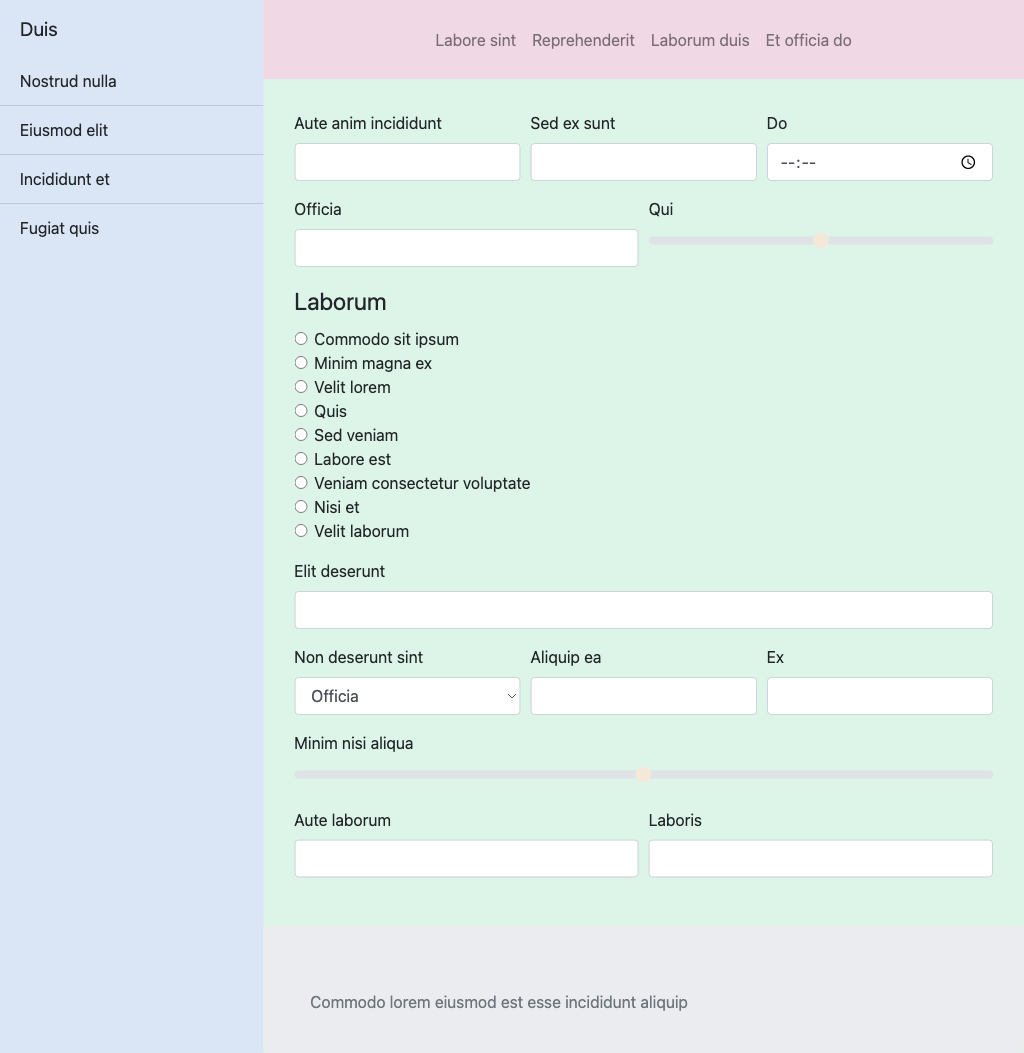 Duis
Nostrud nulla
Eiusmod elit
Incididunt et
Fugiat quis
Labore sint Reprehenderit Laborum duis Et officia do
Aute anim incididunt Sed ex sunt Do
--:--
Officia Qui
Laborum
Commodo sit ipsum
Minim magna ex
Velit lorem
Quis
Sed veniam
Labore est
Veniam consectetur voluptate
Nisi et
Velit laborum
Elit deserunt
Non deserunt sint Aliquip ea Ex
Officia
Minim nisi aliqua
Aute laborum Laboris
Commodo lorem eiusmod est esse incididunt aliquip